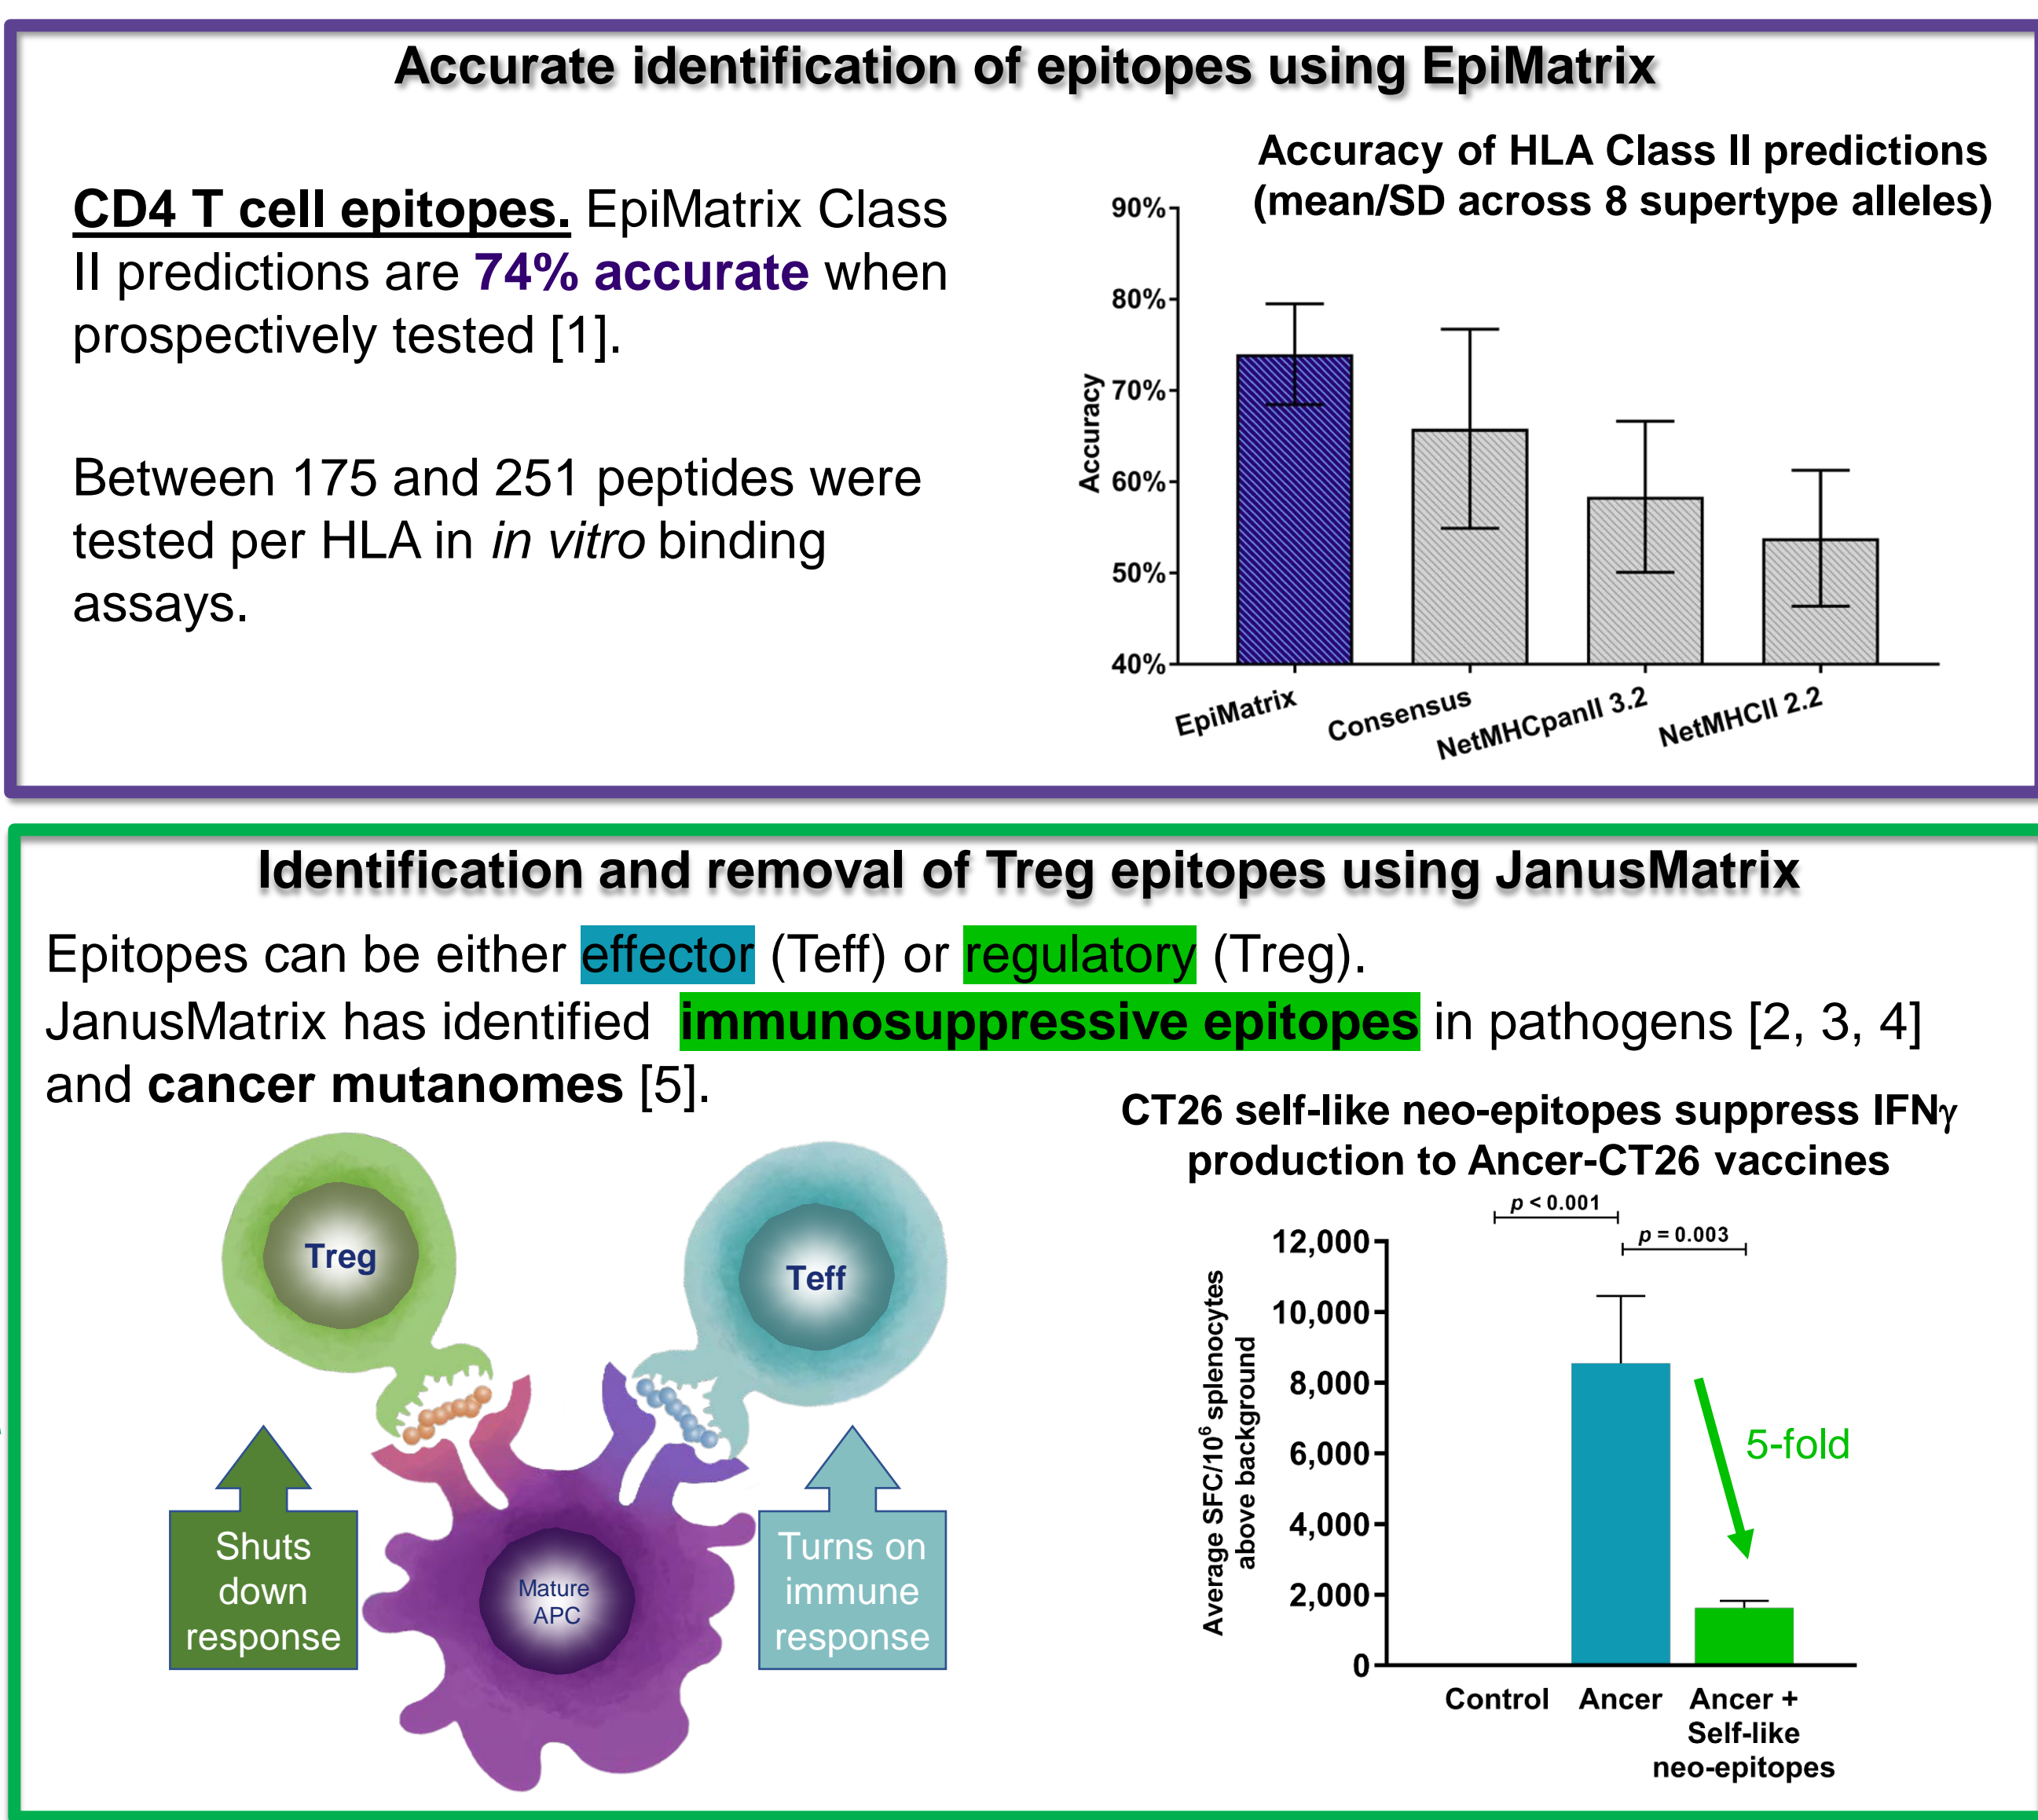 Accurate identification of epitopes using EpiMatrix
CD4 T cell epitopes. EpiMatrix Class
II predictions are 74% accurate when
prospectively tested [1].
Between 175 and 251 peptides were
tested per HLA in in vitro binding
assays.
Accuracy of HLA Class II predictions
(mean/SD across 8 supertype alleles)
Accuracy
90%
80%
70%
60%
50%
40%
EpiMatrix
Consensus
NetMHCpanII 3.2
NetMHCII 2.2
Identification and removal of Treg epitopes using JanusMatrix
Epitopes can be either effector (Teff) or regulatory (Treg).
JanusMatrix has identified immunosuppressive epitopes in pathogens [2, 3, 4]
and cancer mutanomes [5].
Treg
Teff
Shuts
down
response
Mature
APC
Turns on
immune
response
CT26 self-like neo-epitopes suppress IFNγ
production to Ancer-CT26 vaccines
p < 0.001
p = 0.003
Average SFC/10⁶ splenocytes
above background
12,000
10,000
8,000
6,000
4,000
2,000
0
5-fold
Control
Ancer
Ancer +
Self-like
neo-epitopes